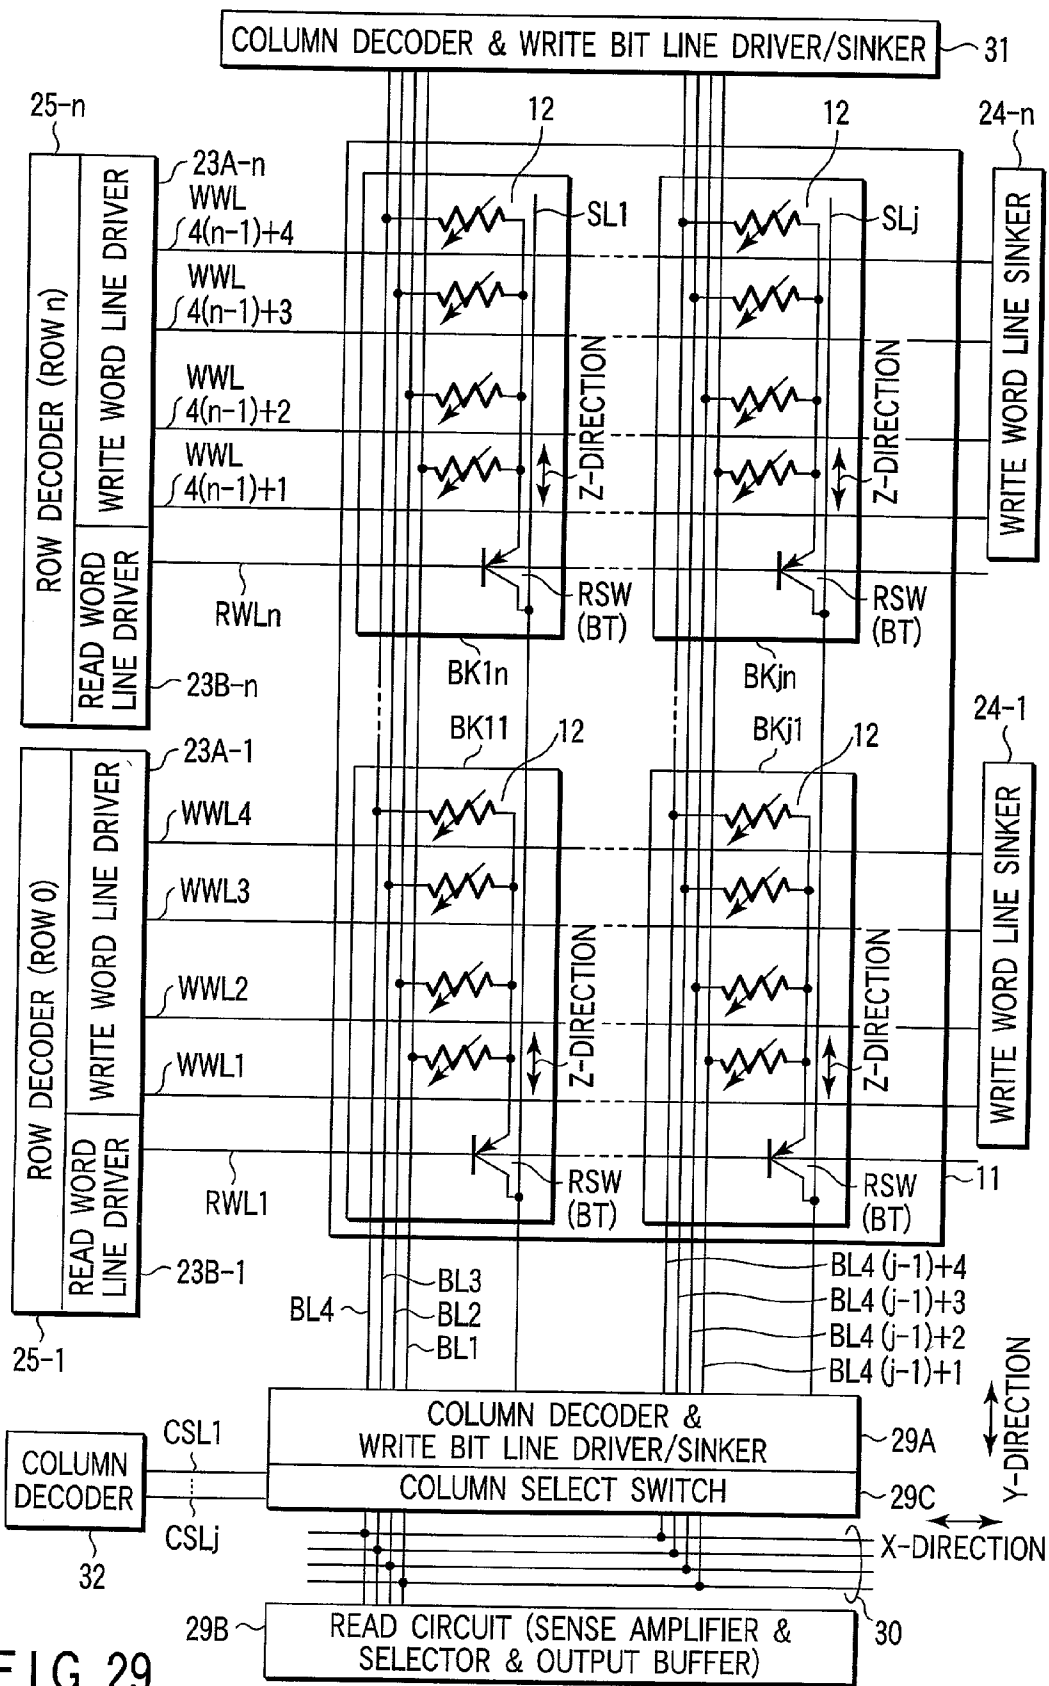 COLUMN DECODER & WRITE BIT LINE DRIVER/SINKER
31
25-n
12
12
24-n
23A-n
ROW DECODER (ROW n)
WRITE WORD LINE DRIVER
READ WORD
LINE DRIVER
WRITE WORD LINE SINKER
WWL
4(n-1)+4
WWL
4(n-1)+3
WWL
4(n-1)+2
WWL
4(n-1)+1
SL1
SLj
Z-DIRECTION
Z-DIRECTION
RWLn
RSW
(BT)
RSW
(BT)
23B-n
BK1n
BKjn
24-1
23A-1
BK11
12
BKj1
12
ROW DECODER (ROW 0)
WRITE WORD LINE DRIVER
READ WORD
LINE DRIVER
WRITE WORD LINE SINKER
WWL4
WWL3
WWL2
WWL1
Z-DIRECTION
Z-DIRECTION
RWL1
RSW
(BT)
RSW
(BT)
11
23B-1
25-1
BL4
BL3
BL2
BL1
BL4(j-1)+4
BL4(j-1)+3
BL4(j-1)+2
BL4(j-1)+1
COLUMN DECODER &
WRITE BIT LINE DRIVER/SINKER
29A
COLUMN SELECT SWITCH
29C
COLUMN
DECODER
32
CSL1
CSLj
Y-DIRECTION
X-DIRECTION
30
29B
READ CIRCUIT (SENSE AMPLIFIER &
SELECTOR & OUTPUT BUFFER)
FIG. 29